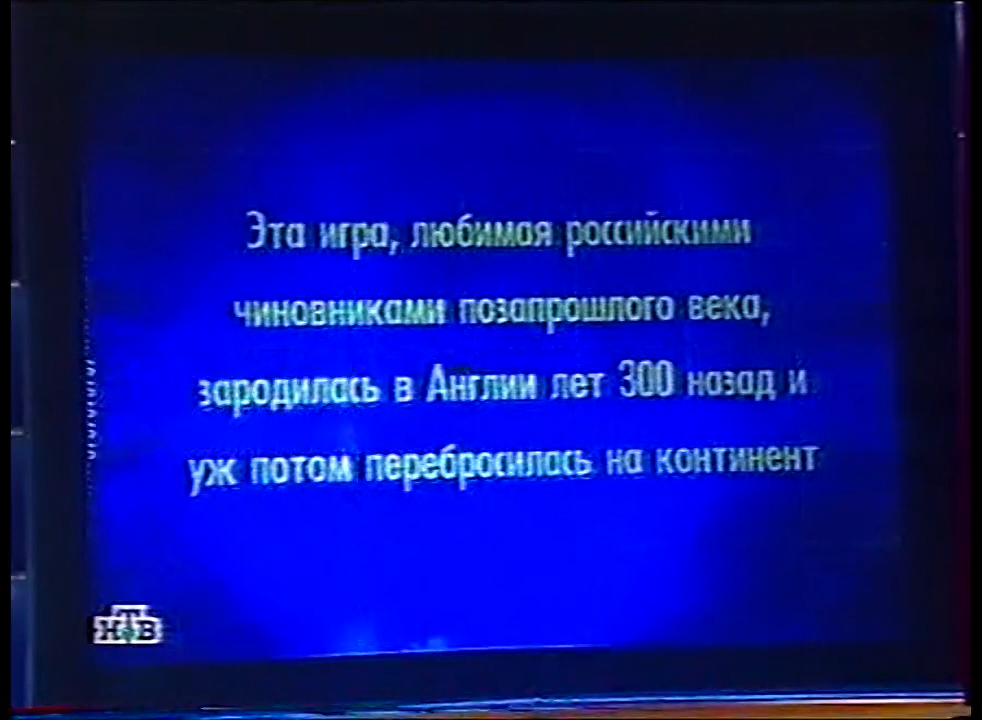 Эта игра, любимая российскими
чиновниками позапрошлого века,
зародилась в Англии лет 300 назад и
уж потом перебросилась на континент
НТВ